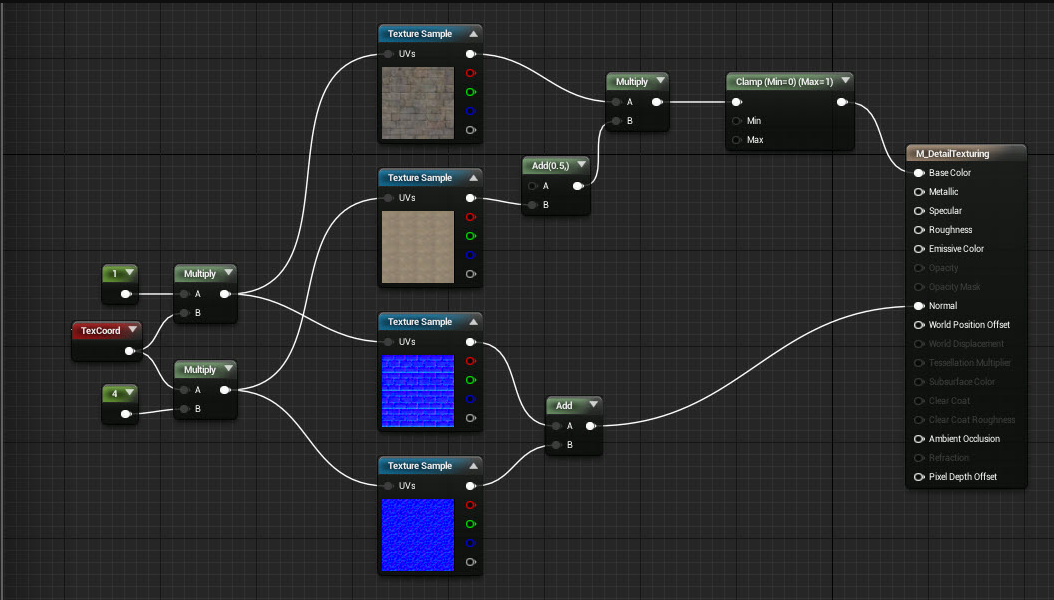 Texture Sample
UVs
Multiply
A
B
Clamp (Min=0) (Max=1)
Min
Max
Add(0.5,)
A
B
Texture Sample
UVs
1
Multiply
A
B
TexCoord
Multiply
A
B
4
Texture Sample
UVs
Add
A
B
Texture Sample
UVs
M_DetailTexturing
Base Color
Metallic
Specular
Roughness
Emissive Color
Opacity
Opacity Mask
Normal
World Position Offset
World Displacement
Tessellation Multiplier
Subsurface Color
Clear Coat
Clear Coat Roughness
Ambient Occlusion
Refraction
Pixel Depth Offset